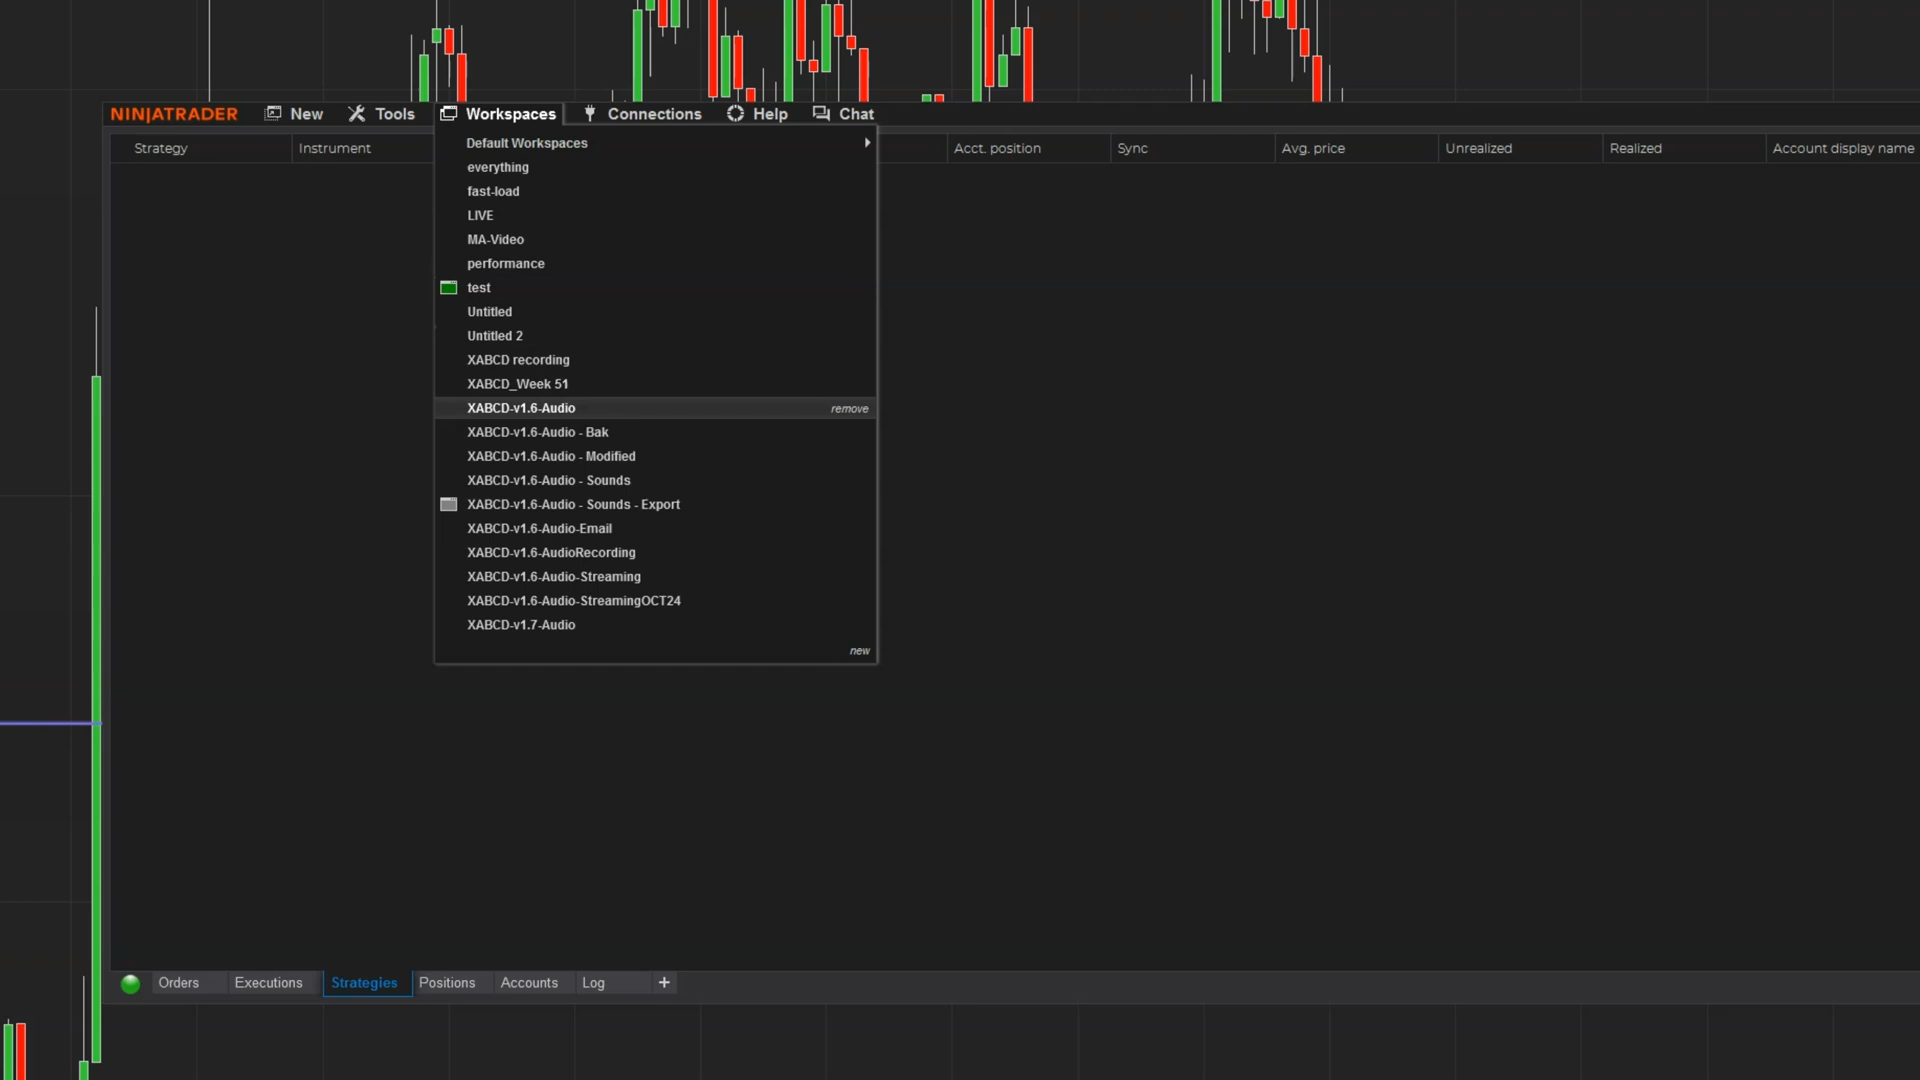 NINJATRADER New Tools Workspaces Connections Help Chat
Strategy Instrument Acct. position Sync Avg. price Unrealized Realized Account display name
Default Workspaces
everything
fast-load
LIVE
MA-Video
performance
test
Untitled
Untitled 2
XABCD recording
XABCD_Week 51
XABCD-v1.6-Audio remove
XABCD-v1.6-Audio - Bak
XABCD-v1.6-Audio - Modified
XABCD-v1.6-Audio - Sounds
XABCD-v1.6-Audio - Sounds - Export
XABCD-v1.6-Audio-Email
XABCD-v1.6-AudioRecording
XABCD-v1.6-Audio-Streaming
XABCD-v1.6-Audio-StreamingOCT24
XABCD-v1.7-Audio
new
Orders Executions Strategies Positions Accounts Log +